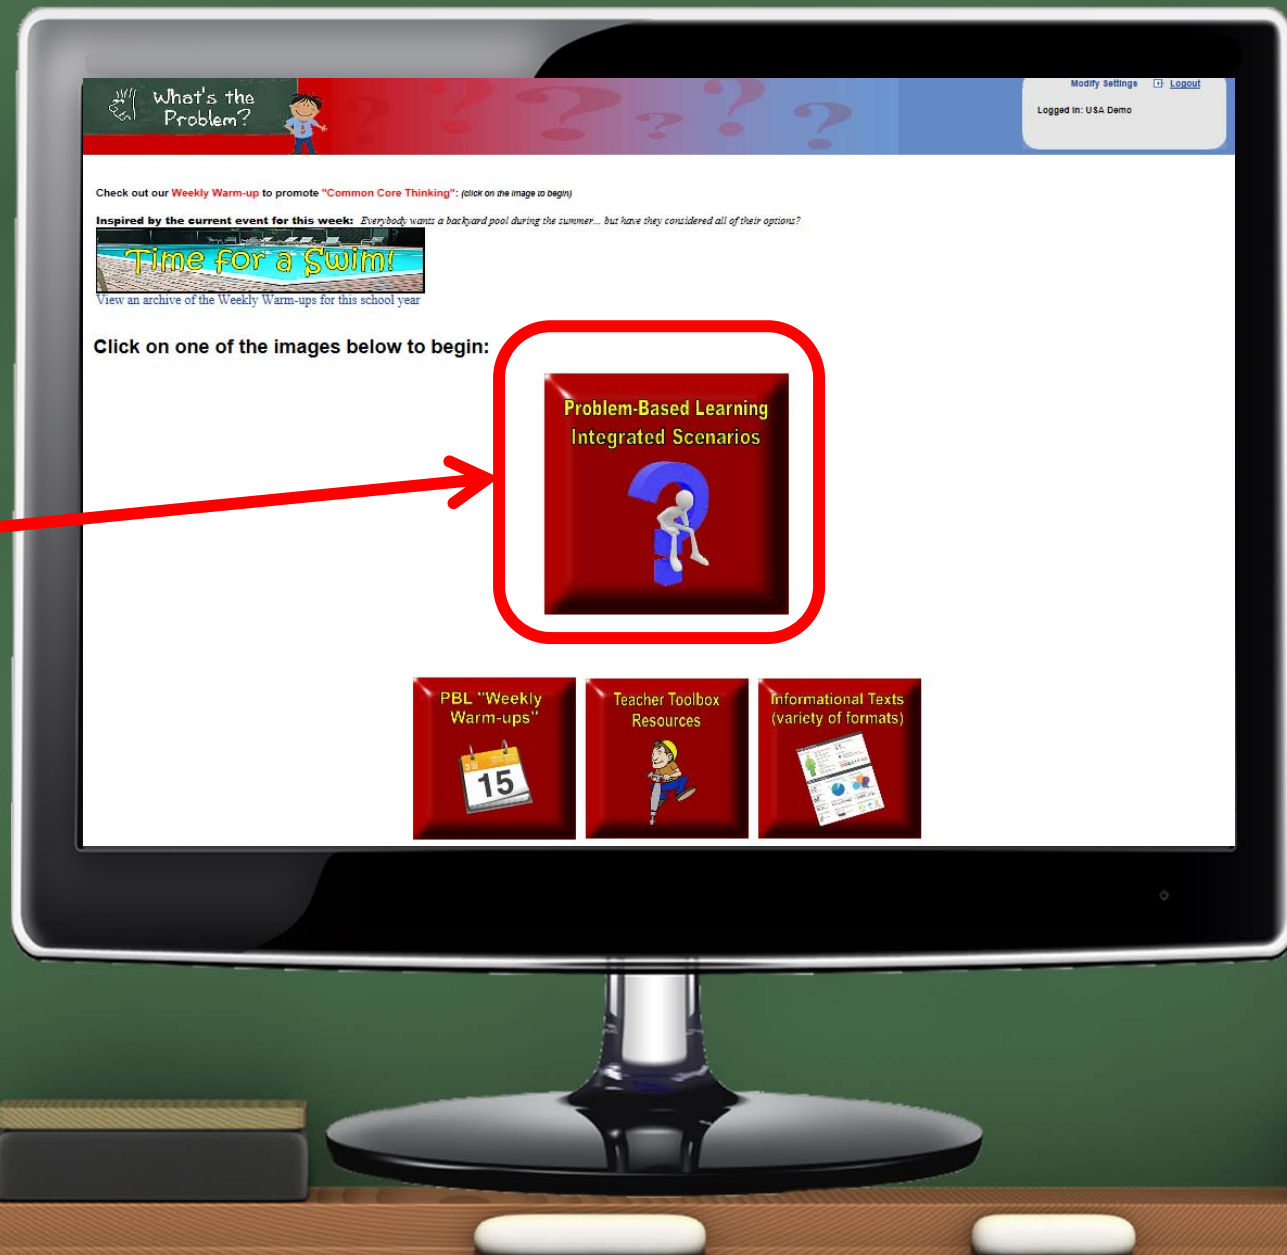 What's the
Problem?
Modify Settings Logout
Logged in: USA Demo
Check out our Weekly Warm-up to promote "Common Core Thinking": (click on the image to begin)
Inspired by the current event for this week: Everybody wants a backyard pool during the summer... but have they considered all of their options?
Time for a Swim!
View an archive of the Weekly Warm-ups for this school year
Click on one of the images below to begin:
Problem-Based Learning
Integrated Scenarios
PBL "Weekly
Warm-ups"
15
Teacher Toolbox
Resources
Informational Texts
(variety of formats)